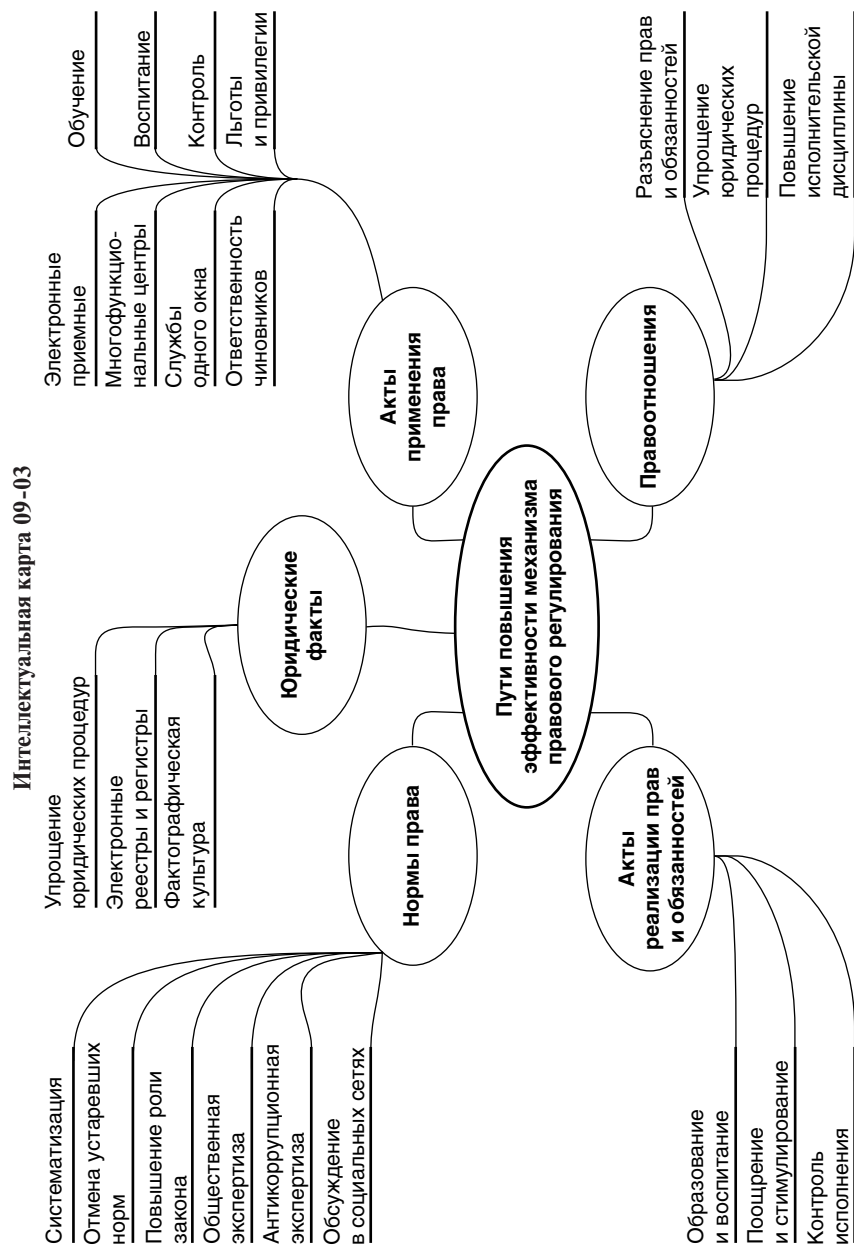 Интеллектуальная карта 09-03
Систематизация
Отмена устаревших
норм
Повышение роли
закона
Общественная
экспертиза
Антикоррупционная
экспертиза
Обсуждение
в социальных сетях
Упрощение
юридических процедур
Электронные
реестры и регистры
Фактографическая
культура
Электронные
приемные
Многофункцио-
нальные центры
Службы
одного окна
Ответственность
чиновников
Обучение
Воспитание
Контроль
Льготы
и привилегии
Нормы права
Юридические
факты
Акты
применения
права
Пути повышения
эффективности механизма
правового регулирования
Акты
реализации прав
и обязанностей
Правоотношения
Образование
и воспитание
Поощрение
и стимулирование
Контроль
исполнения
Разъяснение прав
и обязанностей
Упрощение
юридических
процедур
Повышение
исполнительской
дисциплины